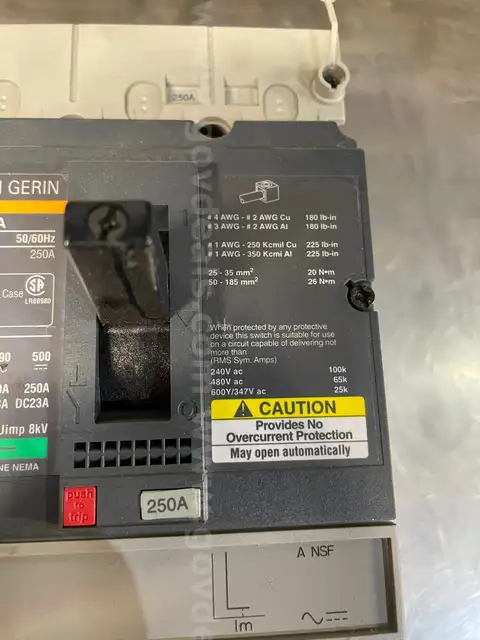 250A
GERIN
A
50/60Hz
250A
Case
LR88980
# 4 AWG - # 2 AWG Cu 180 lb-in
# 3 AWG - # 2 AWG Al 180 lb-in
# 1 AWG - 250 Kcmil Cu 225 lb-in
# 1 AWG - 350 Kcmi Al 225 lb-in
25 - 35 mm² 20 N•m
50 - 185 mm² 26 N•m
When protected by any protective
device this switch is suitable for use
on a circuit capable of delivering not
more than
(RMS Sym. Amps)
240V ac 100k
480V ac 65k
600Y/347V ac 25k
90 500
A 250A
A DC23A
Uimp 8kV
NE NEMA
CAUTION
Provides No
Overcurrent Protection
May open automatically
push
to
trip
250A
A NSF
Im